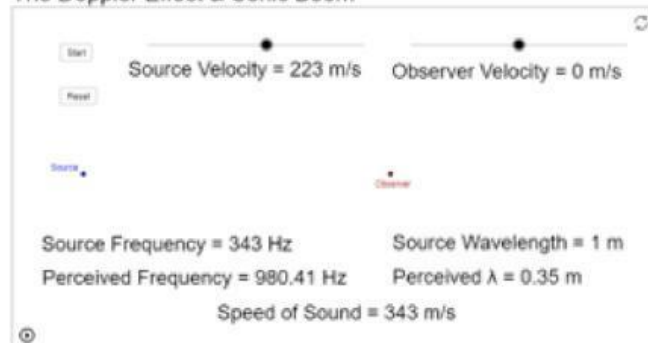 The Doppler Effect & Sonic Boom
Start
Source Velocity = 223 m/s
Observer Velocity = 0 m/s
Reset
Source
Observer
Source Frequency = 343 Hz
Source Wavelength = 1 m
Perceived Frequency = 980.41 Hz
Perceived λ = 0.35 m
Speed of Sound = 343 m/s